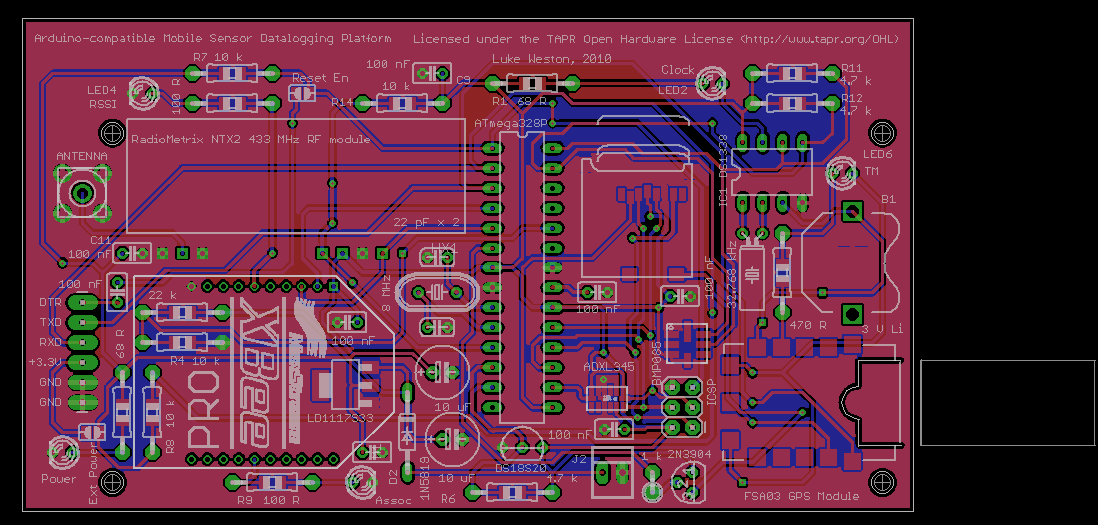 Arduino-compatible Mobile Sensor Datalogging Platform
Licensed under the TAPR Open Hardware License (http://www.tapr.org/OHL)
Luke Weston, 2010
R7 10 k
100 nF
C9
Clock
R11
4.7 k
LED4
RSSI
100 R
Reset En
R14
10 k
R1 68 R
LED2
R12
4.7 k
ATmega328P
RadioMetrix NTX2 433 MHz RF module
IC1 DS1338
LED6
TM
ANTENNA
22 pF x 2
B1
C11
100 nF
100 nF
8 MHz
100 nF
100 nF
32.768 kHz
DTR
TXD
RXD
+3.3V
GND
GND
22 k
68 R
R4 10 k
100 nF
470 R
3 V Li
BMP085
ADXL345
ICSP
PRO
XBee
LD1117S33
10 uF
R8 10 k
100 nF
DS18S20
J2
1 k
2N3904
Power
Ext Power
R9 100 R
Assoc
D2
1N5819
10 uF
R6
4.7 k
FSA03 GPS Module